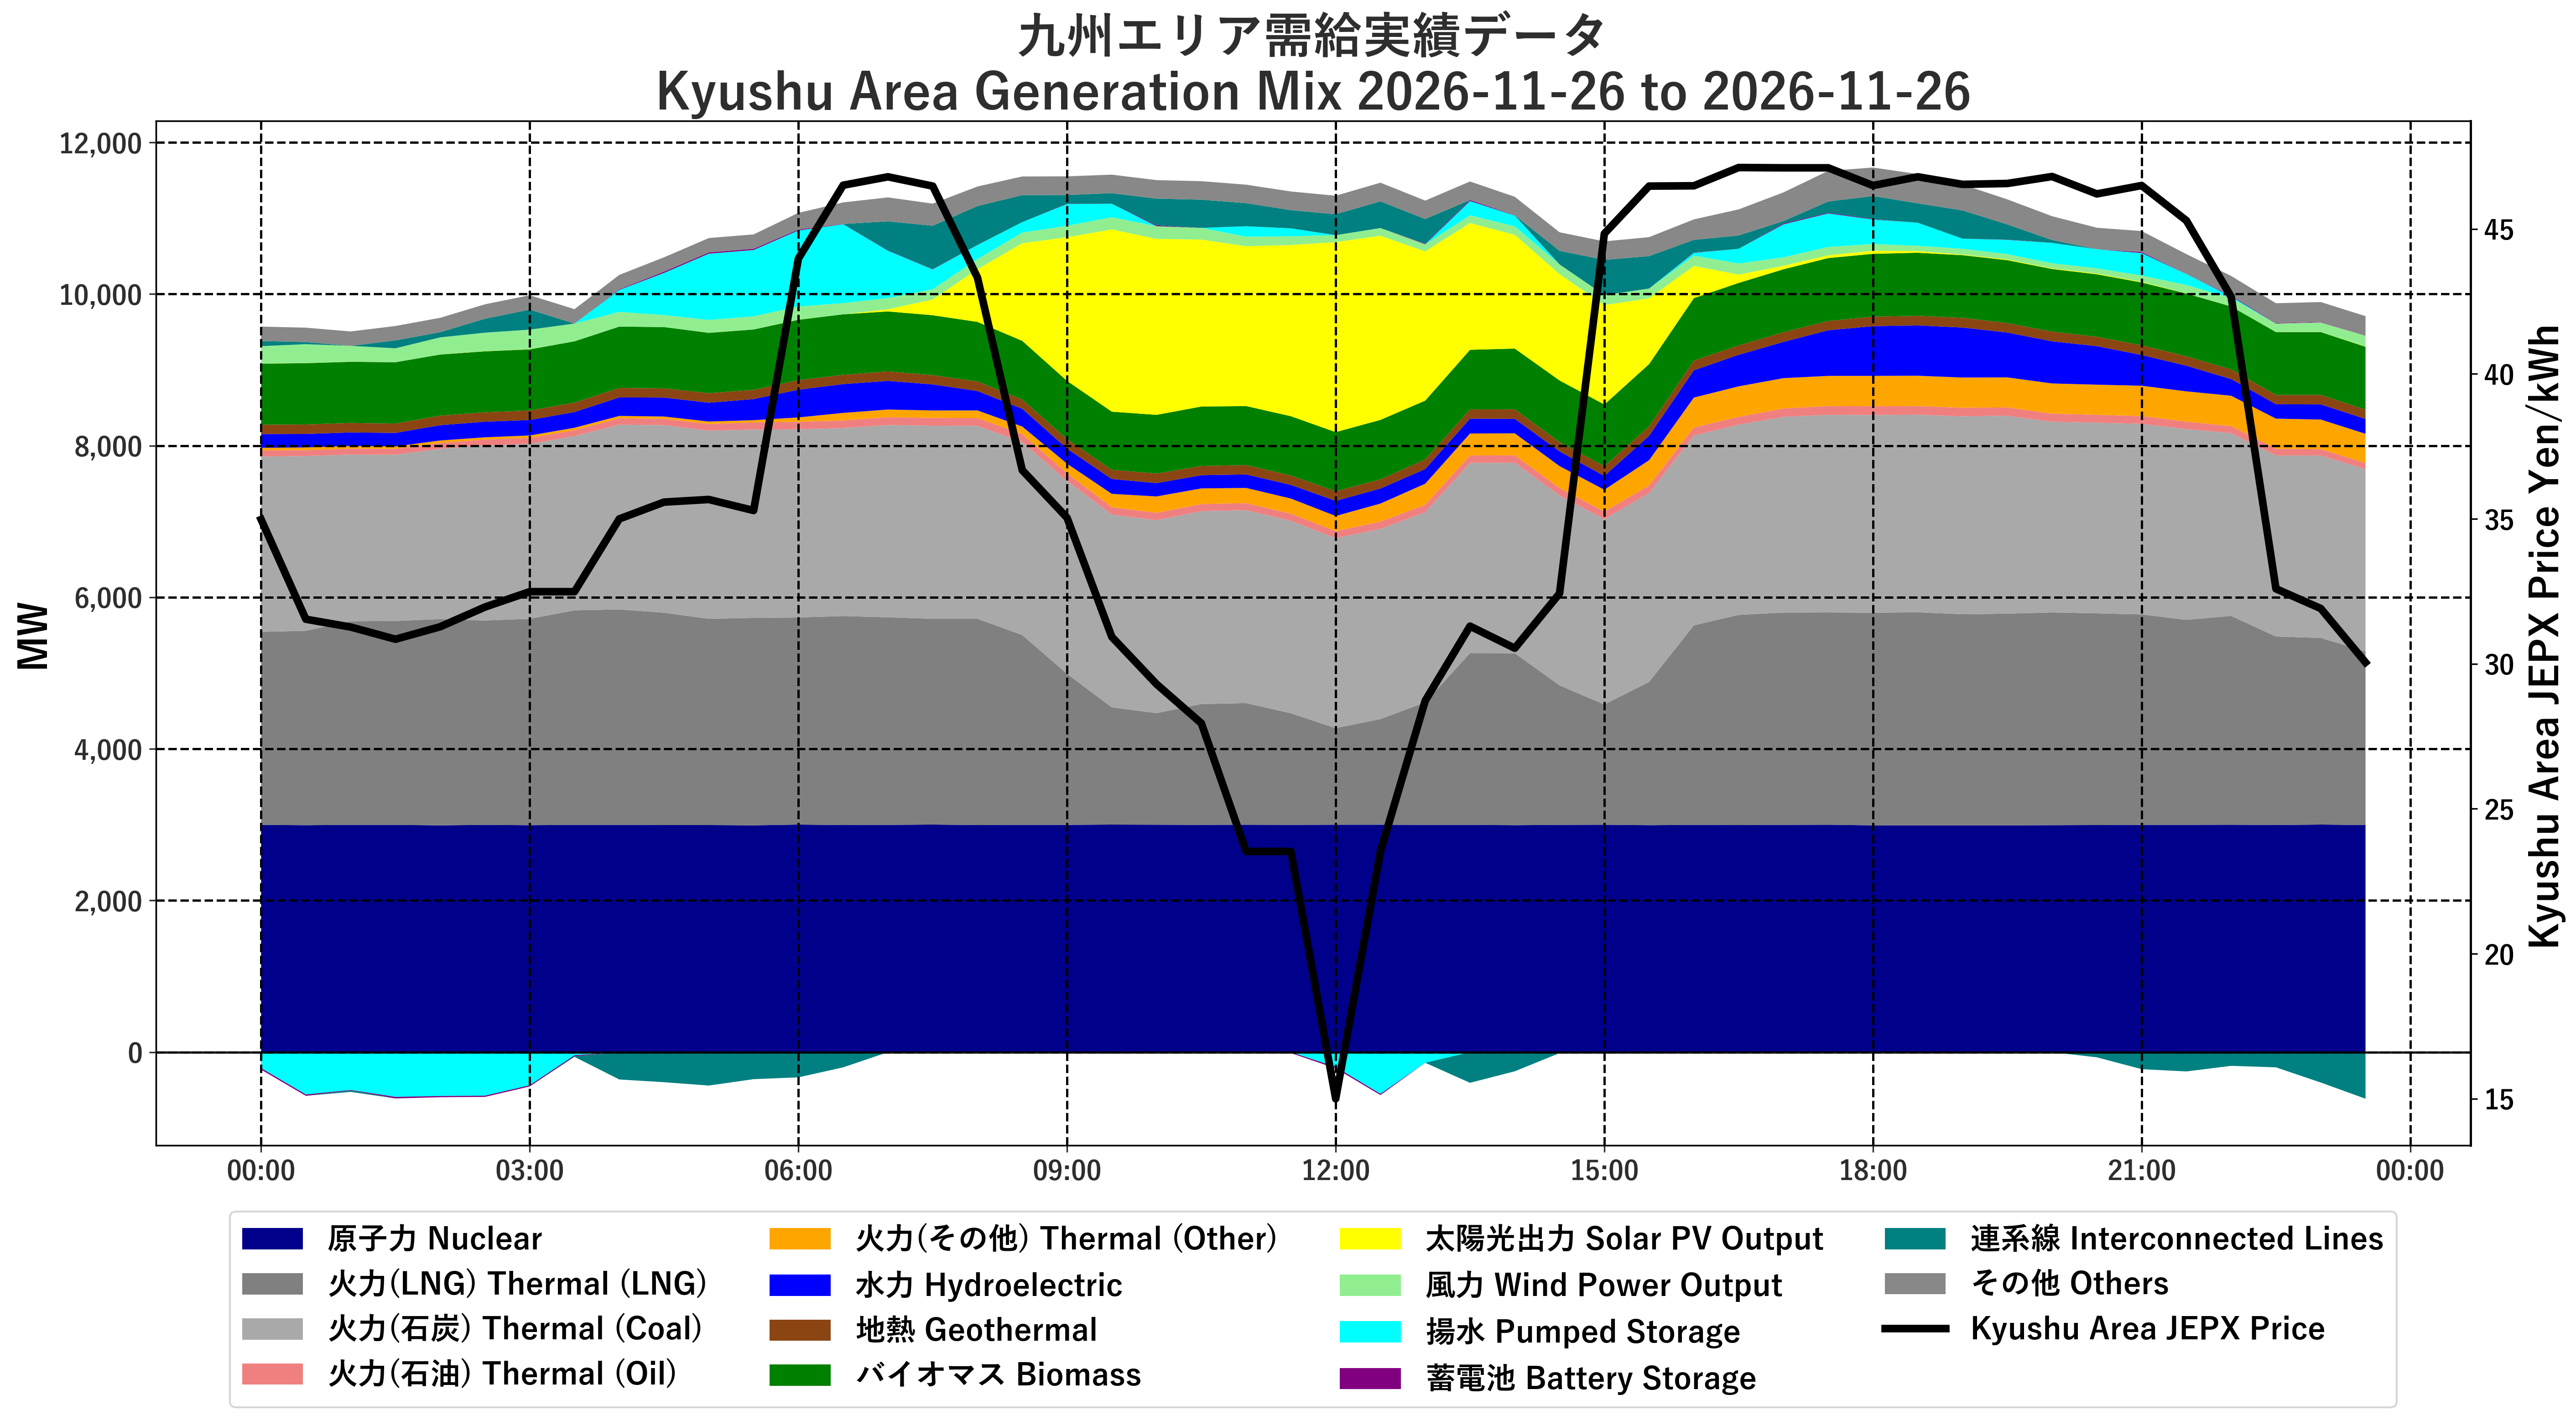 九州エリア需給実績データ
Kyushu Area Generation Mix 2026-11-26 to 2026-11-26
12,000
10,000
8,000
6,000
4,000
2,000
0
MW
45
40
35
30
25
20
15
Kyushu Area JEPX Price Yen/kWh
00:00 03:00 06:00 09:00 12:00 15:00 18:00 21:00 00:00
原子力 Nuclear
火力(LNG) Thermal (LNG)
火力(石炭) Thermal (Coal)
火力(石油) Thermal (Oil)
火力(その他) Thermal (Other)
水力 Hydroelectric
地熱 Geothermal
バイオマス Biomass
太陽光出力 Solar PV Output
風力 Wind Power Output
揚水 Pumped Storage
蓄電池 Battery Storage
連系線 Interconnected Lines
その他 Others
Kyushu Area JEPX Price